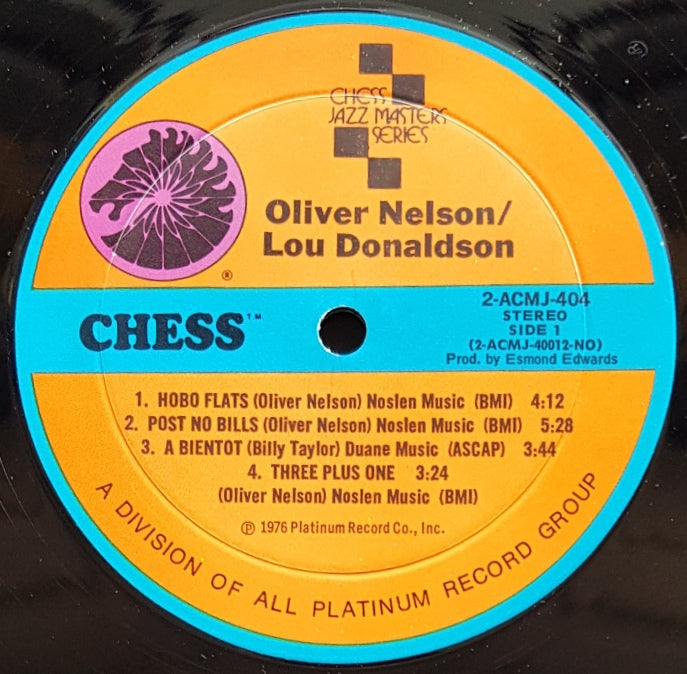 CHESS
JAZZ MASTERS
SERIES
Oliver Nelson/
Lou Donaldson
®
CHESS™
2-ACMJ-404
STEREO
SIDE 1
(2-ACMJ-40012-NO)
Prod. by Esmond Edwards
1. HOBO FLATS (Oliver Nelson) Noslen Music (BMI) 4:12
2. POST NO BILLS (Oliver Nelson) Noslen Music (BMI) 5:28
3. A BIENTOT (Billy Taylor) Duane Music (ASCAP) 3:44
4. THREE PLUS ONE 3:24
(Oliver Nelson) Noslen Music (BMI)
℗ 1976 Platinum Record Co., Inc.
A DIVISION OF ALL PLATINUM RECORD GROUP